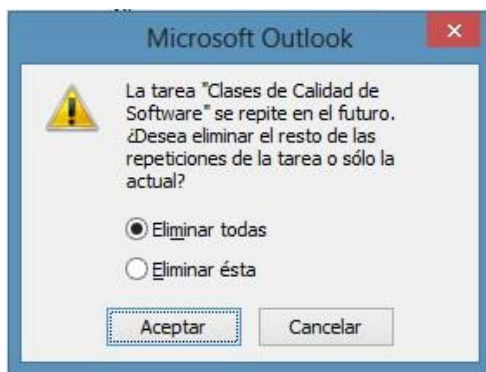 Microsoft Outlook
La tarea "Clases de Calidad de
Software" se repite en el futuro.
¿Desea eliminar el resto de las
repeticiones de la tarea o sólo la
actual?
Eliminar todas
Eliminar ésta
Aceptar Cancelar